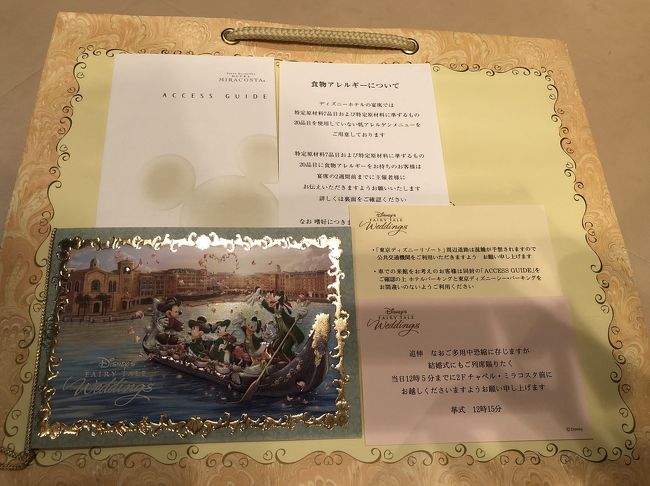 TOKYO DISNEYSEA
HOTEL
MIRACOSTA
ACCESS GUIDE
食物アレルギーについて
ディズニーホテルの宴席では
特定原材料7品目および特定原材料に準ずるもの
20品目を使用していない低アレルゲンメニューを
ご用意しております
特定原材料7品目および特定原材料に準ずるもの
20品目に食物アレルギーをお持ちのお客様は
宴席の2週間前までに主催者様に
お伝えいただきますようお願いいたします
詳しくは裏面をご確認ください
なお 嗜好につきま
Disney's
FAIRY TALE
Weddings
・「東京ディズニーリゾート」周辺道路は混雑が予想されますので
公共交通機関をご利用いただきますよう お願い申し上げます
・車での来館をお考えのお客様は同封の「ACCESS GUIDE」を
ご確認の上 ホテルパーキングと東京ディズニーシー・パーキングを
お間違いのないようご利用ください
Disney's
FAIRY TALE
Weddings
Disney's
FAIRY TALE
Weddings
追伸 なおご多用中恐縮に存じますが
結婚式にもご列席賜りたく
当日12時5分までに2Fチャペル・ミラコスタ前に
お越しくださいますようお願い申し上げます
挙式 12時15分
©Disney